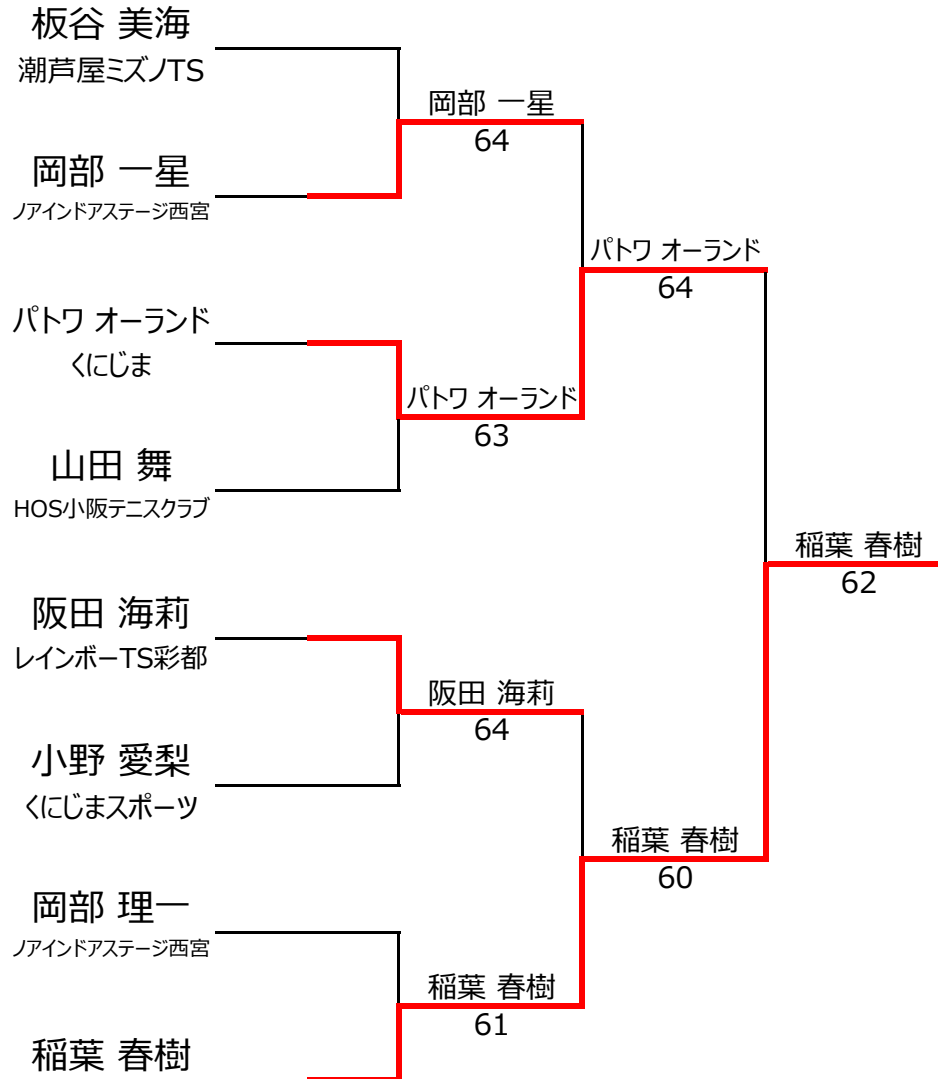 板谷 美海
潮芦屋ミズノTS
岡部 一星
64
岡部 一星
ノアインドアステージ西宮
パトワ オーランド
64
パトワ オーランド
くにじま
パトワ オーランド
63
山田 舞
HOS小阪テニスクラブ
稲葉 春樹
62
阪田 海莉
レインボーTS彩都
阪田 海莉
64
小野 愛梨
くにじまスポーツ
稲葉 春樹
60
岡部 理一
ノアインドアステージ西宮
稲葉 春樹
61
稲葉 春樹